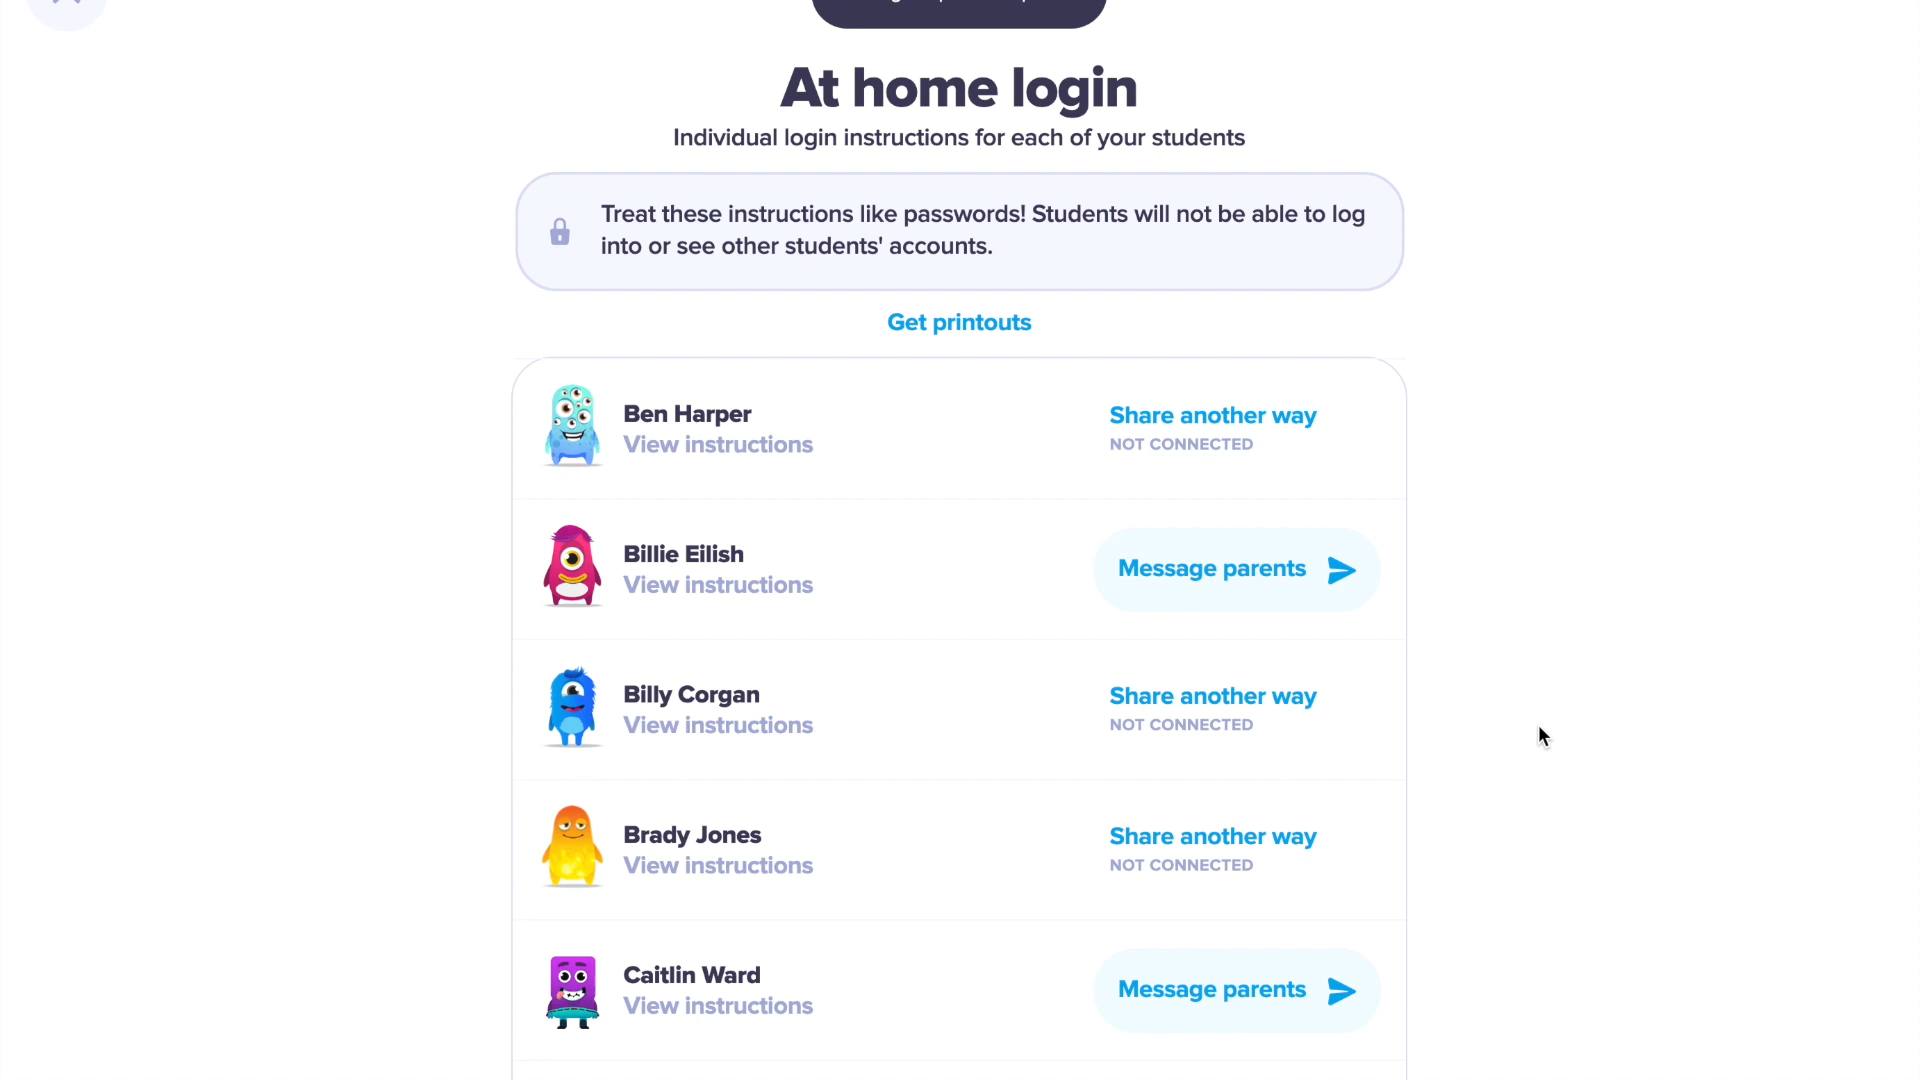 At home login
Individual login instructions for each of your students
Treat these instructions like passwords! Students will not be able to log
into or see other students' accounts.
Get printouts
Ben Harper
View instructions
Share another way
NOT CONNECTED
Billie Eilish
View instructions
Message parents
Billy Corgan
View instructions
Share another way
NOT CONNECTED
Brady Jones
View instructions
Share another way
NOT CONNECTED
Caitlin Ward
View instructions
Message parents